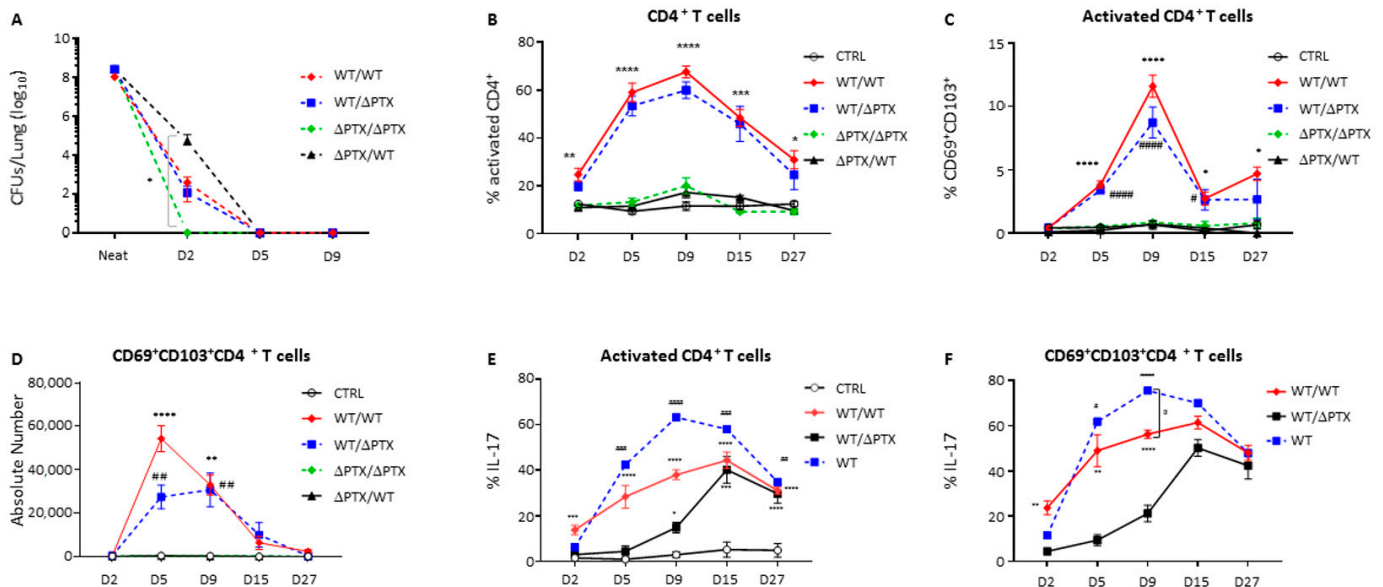 A
CFUs/Lung (log10)
10
8
6
4
2
0
Neat
D2
D5
D9
*
WT/WT
WT/ΔPTX
ΔPTX/ΔPTX
ΔPTX/WT
B
CD4+ T cells
% activated CD4+
80
60
40
20
0
**
****
****
***
*
D2
D5
D9
D15
D27
CTRL
WT/WT
WT/ΔPTX
ΔPTX/ΔPTX
ΔPTX/WT
C
Activated CD4+ T cells
% CD69+CD103+
15
10
5
0
****
####
****
####
*
#
*
D2
D5
D9
D15
D27
CTRL
WT/WT
WT/ΔPTX
ΔPTX/ΔPTX
ΔPTX/WT
D
CD69+CD103+CD4 + T cells
Absolute Number
80,000
60,000
40,000
20,000
0
****
##
**
##
D2
D5
D9
D15
D27
CTRL
WT/WT
WT/ΔPTX
ΔPTX/ΔPTX
ΔPTX/WT
E
Activated CD4+ T cells
% IL-17
80
60
40
20
0
***
****
****
*
****
***
****
****
D2
D5
D9
D15
D27
CTRL
WT/WT
WT/ΔPTX
WT
F
CD69+CD103+CD4 + T cells
% IL-17
80
60
40
20
0
**
#
**
****
D2
D5
D9
D15
D27
WT/WT
WT/ΔPTX
WT